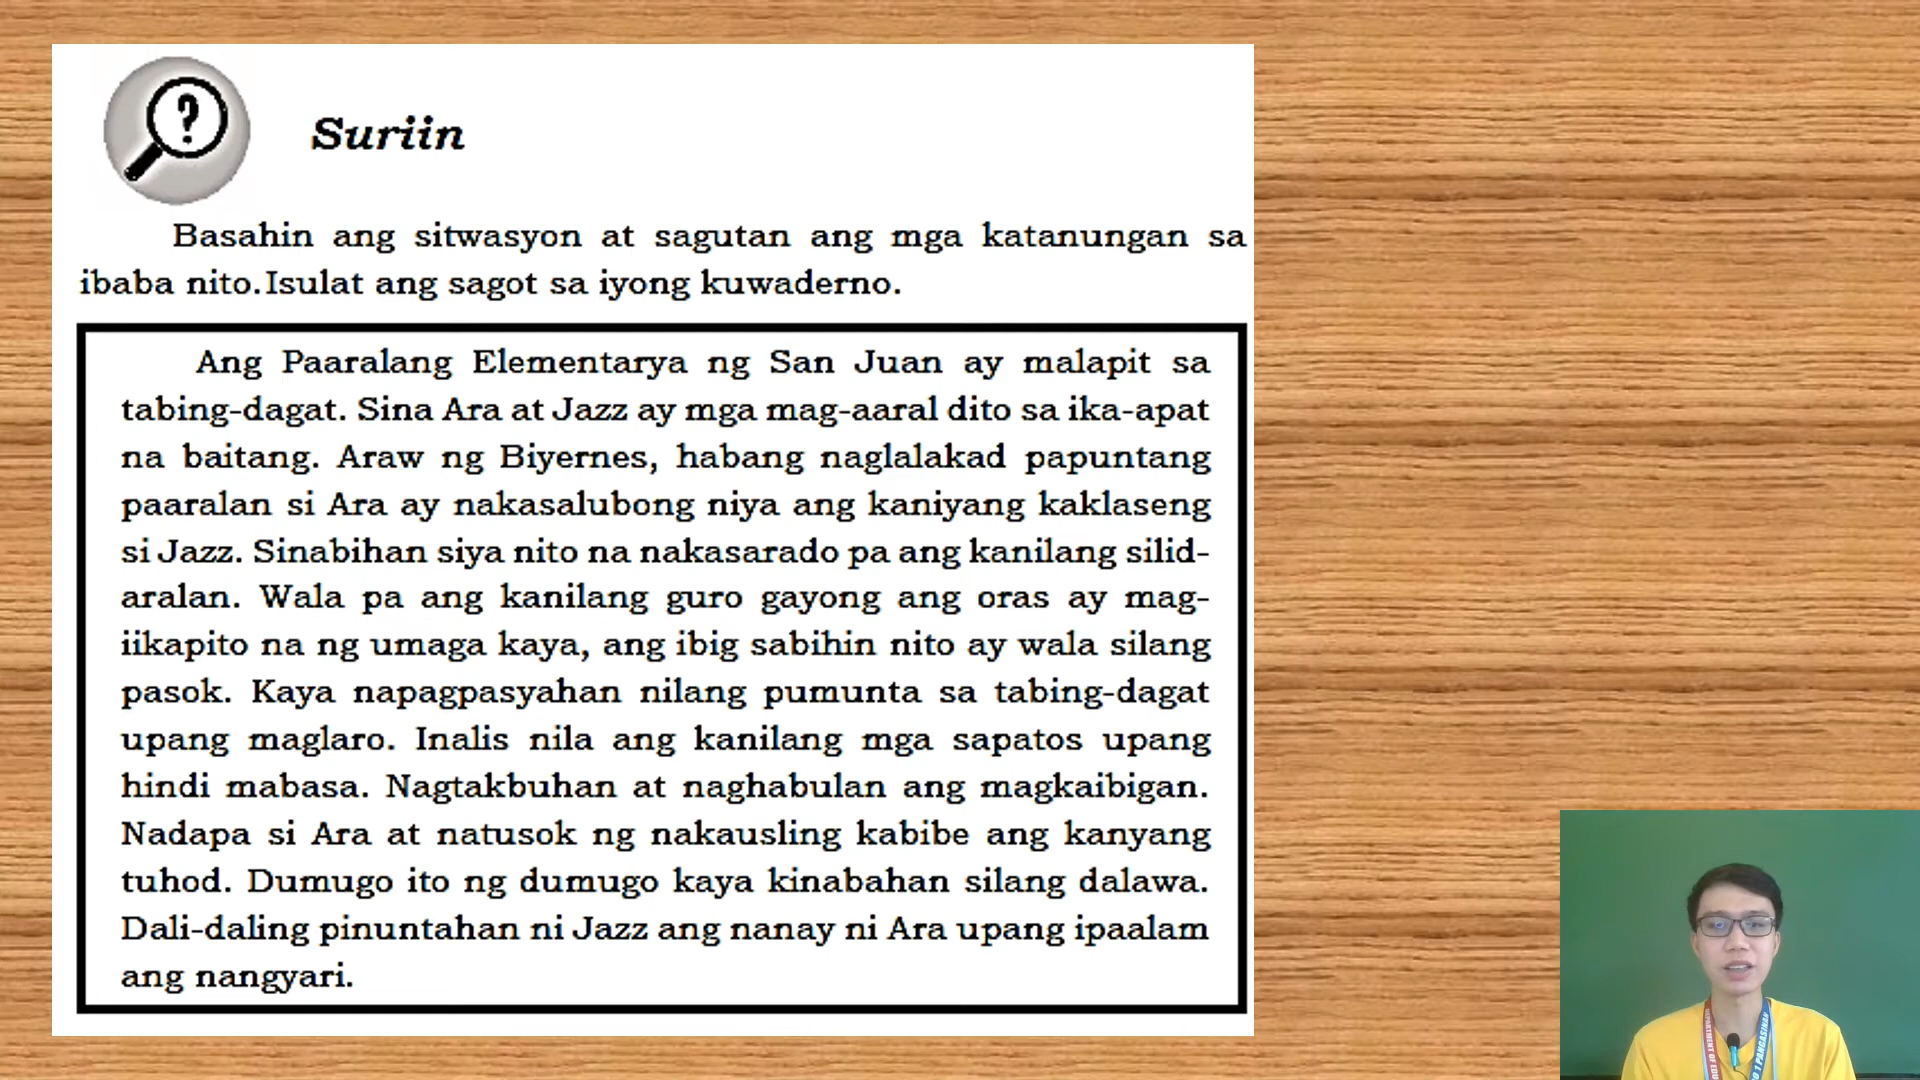 ?
Suriin
Basahin ang sitwasyon at sagutan ang mga katanungan sa
ibaba nito.Isulat ang sagot sa iyong kuwaderno.
Ang Paaralang Elementarya ng San Juan ay malapit sa
tabing-dagat. Sina Ara at Jazz ay mga mag-aaral dito sa ika-apat
na baitang. Araw ng Biyernes, habang naglalakad papuntang
paaralan si Ara ay nakasalubong niya ang kaniyang kaklaseng
si Jazz. Sinabihan siya nito na nakasarado pa ang kanilang silid-
aralan. Wala pa ang kanilang guro gayong ang oras ay mag-
iikapito na ng umaga kaya, ang ibig sabihin nito ay wala silang
pasok. Kaya napagpasyahan nilang pumunta sa tabing-dagat
upang maglaro. Inalis nila ang kanilang mga sapatos upang
hindi mabasa. Nagtakbuhan at naghabulan ang magkaibigan.
Nadapa si Ara at natusok ng nakausling kabibe ang kanyang
tuhod. Dumugo ito ng dumugo kaya kinabahan silang dalawa.
Dali-daling pinuntahan ni Jazz ang nanay ni Ara upang ipaalam
ang nangyari.